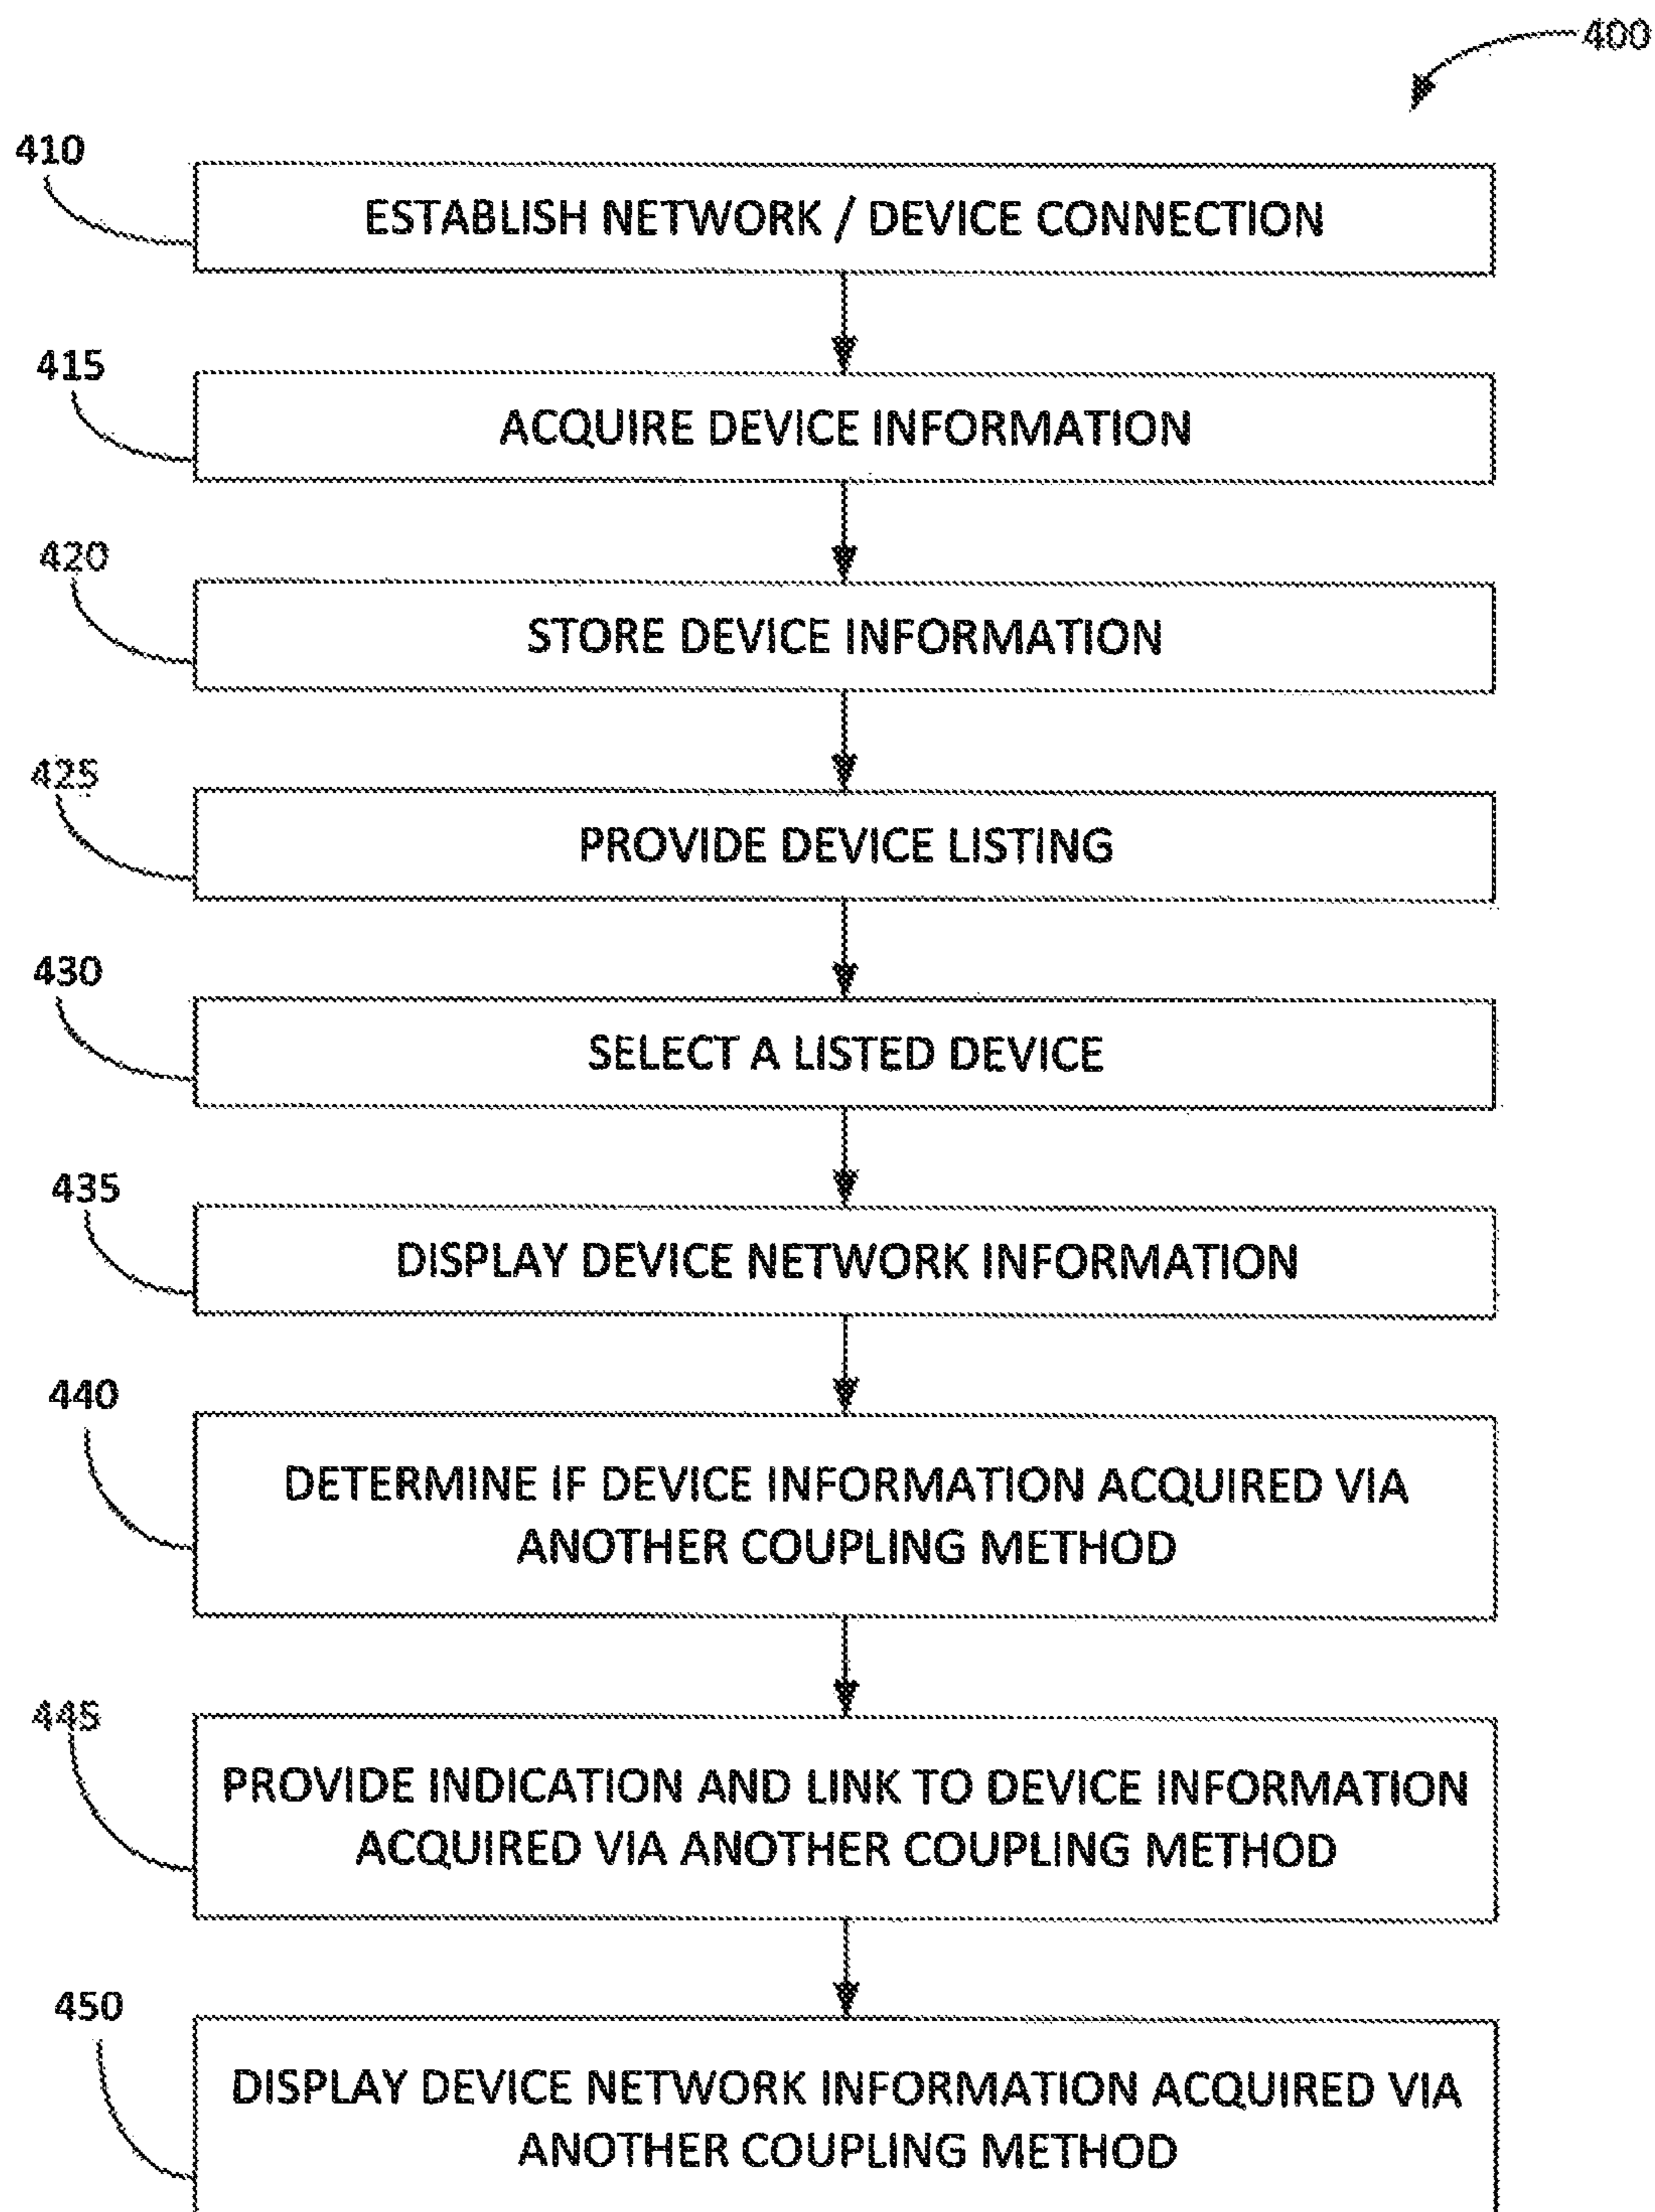 400
410
ESTABLISH NETWORK / DEVICE CONNECTION
415
ACQUIRE DEVICE INFORMATION
420
STORE DEVICE INFORMATION
425
PROVIDE DEVICE LISTING
430
SELECT A LISTED DEVICE
435
DISPLAY DEVICE NETWORK INFORMATION
440
DETERMINE IF DEVICE INFORMATION ACQUIRED VIA
ANOTHER COUPLING METHOD
445
PROVIDE INDICATION AND LINK TO DEVICE INFORMATION
ACQUIRED VIA ANOTHER COUPLING METHOD
450
DISPLAY DEVICE NETWORK INFORMATION ACQUIRED VIA
ANOTHER COUPLING METHOD